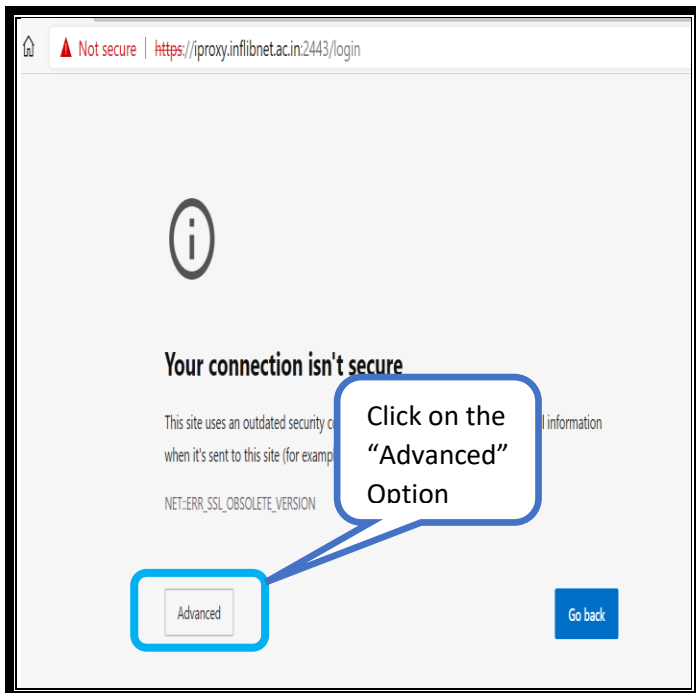 Not secure | https://iproxy.inflibnet.ac.in:2443/login
Your connection isn't secure
This site uses an outdated security l information
when it's sent to this site (for
NET::ERR_SSL_OBSOLETE_VERSION
Click on the
“Advanced”
Option
Advanced
Go back